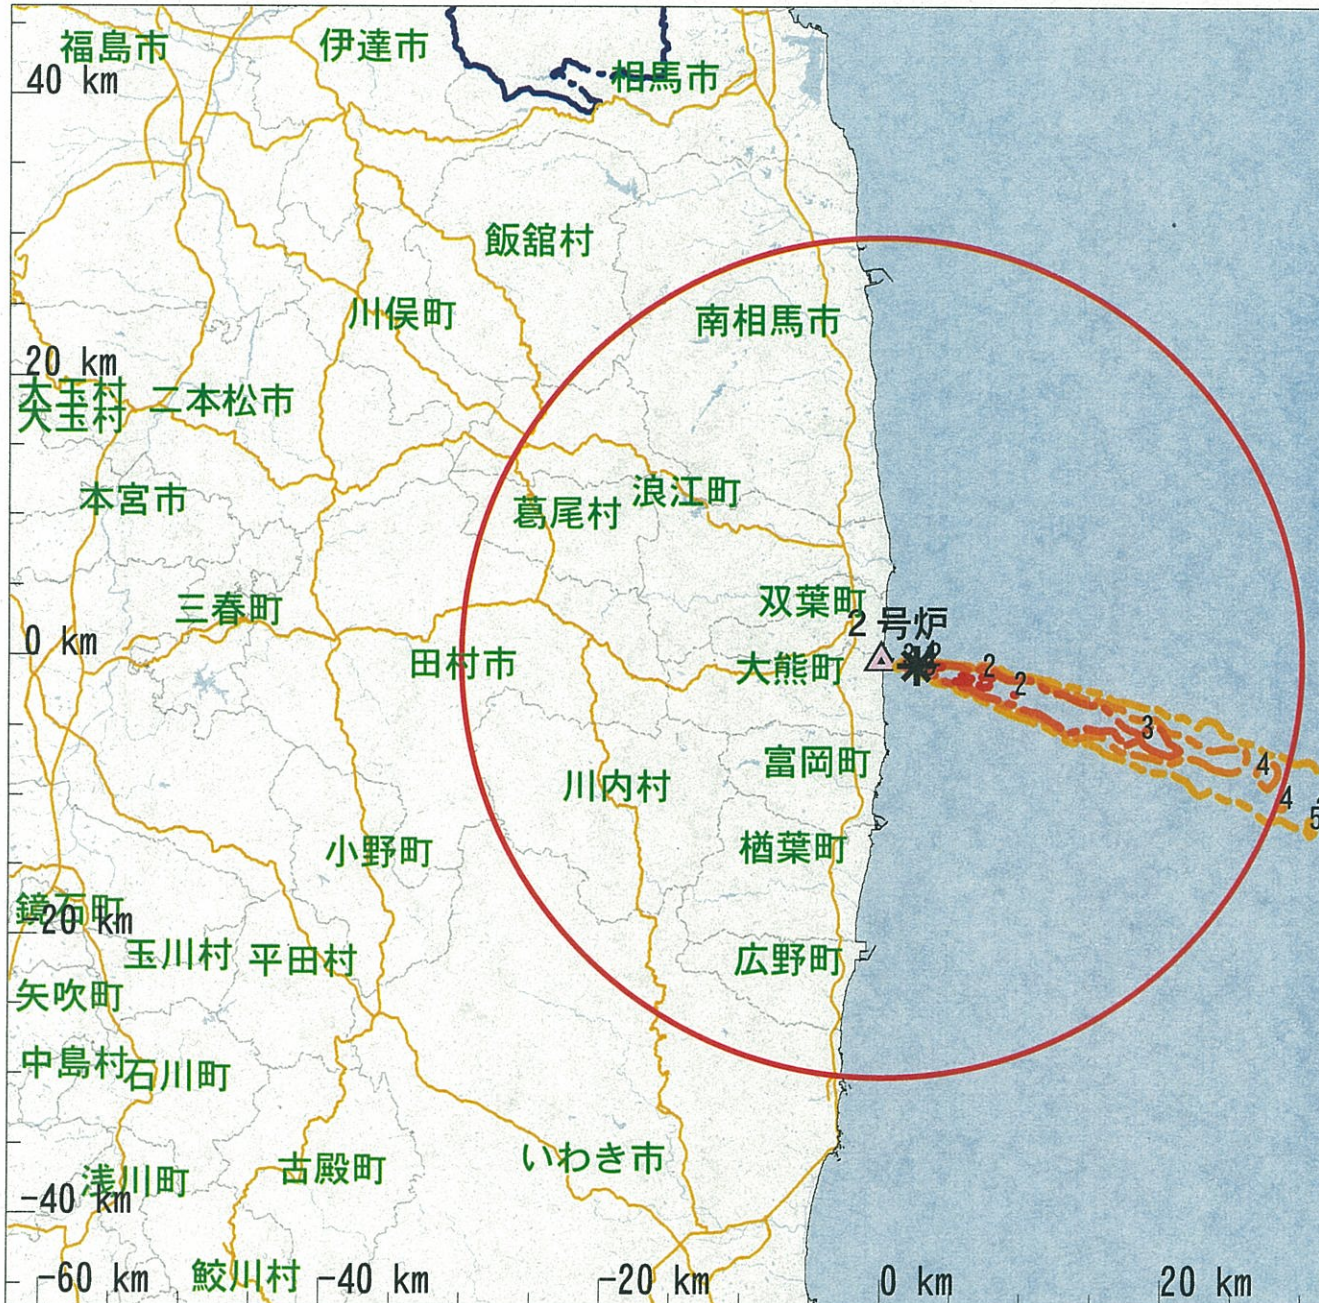 福島市
伊達市
相馬市
40 km
飯舘村
川俣町
南相馬市
20 km
大玉村
大玉村
二本松市
本宮市
葛尾村
浪江町
三春町
双葉町
2号炉
0 km
田村市
大熊町
2
2
3
富岡町
4
川内村
4
5
小野町
楢葉町
鏡石町
-20 km
玉川村
平田村
広野町
矢吹町
中島村
石川町
いわき市
古殿町
浅川町
-40 km
鮫川村
-60 km
-40 km
-20 km
0 km
20 km